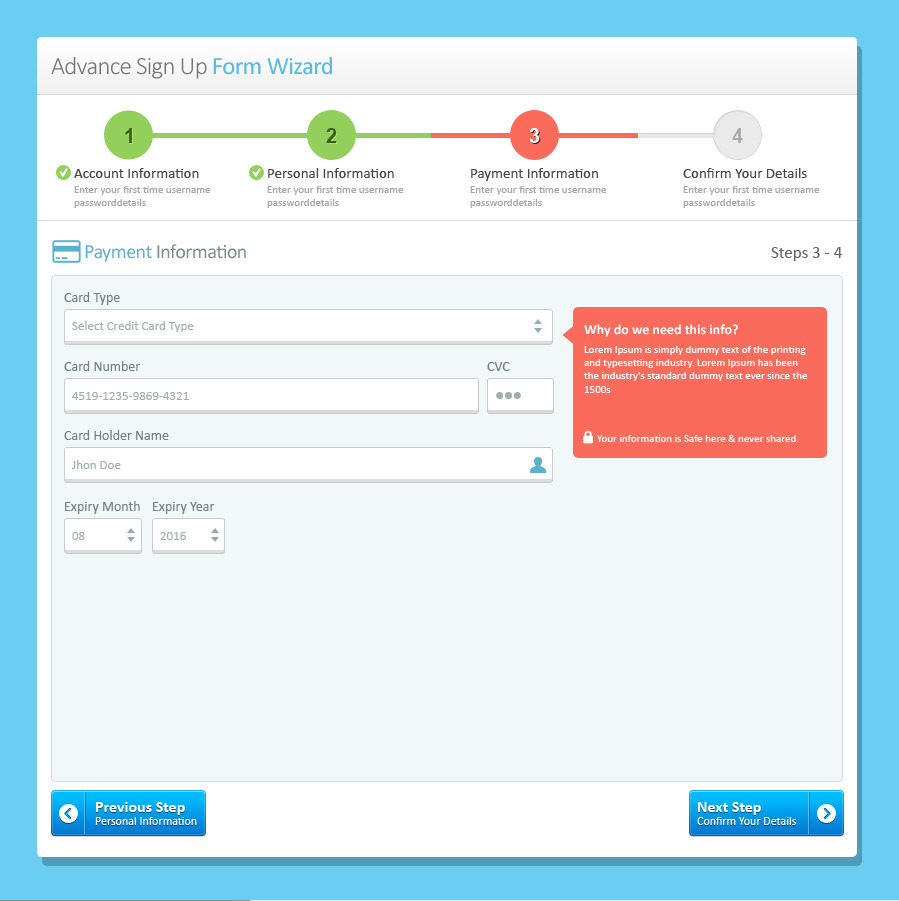 Advance Sign Up Form Wizard
1
2
3
4
Account Information
Enter your first time username
passworddetails
Personal Information
Enter your first time username
passworddetails
Payment Information
Enter your first time username
passworddetails
Confirm Your Details
Enter your first time username
passworddetails
Payment Information
Steps 3 - 4
Card Type
Select Credit Card Type
Card Number
4519-1235-9869-4321
CVC
Card Holder Name
Jhon Doe
Expiry Month
08
Expiry Year
2016
Why do we need this info?
Lorem Ipsum is simply dummy text of the printing
and typesetting industry. Lorem Ipsum has been
the industry's standard dummy text ever since the
1500s
Your information is Safe here & never shared.
Previous Step
Personal Information
Next Step
Confirm Your Details